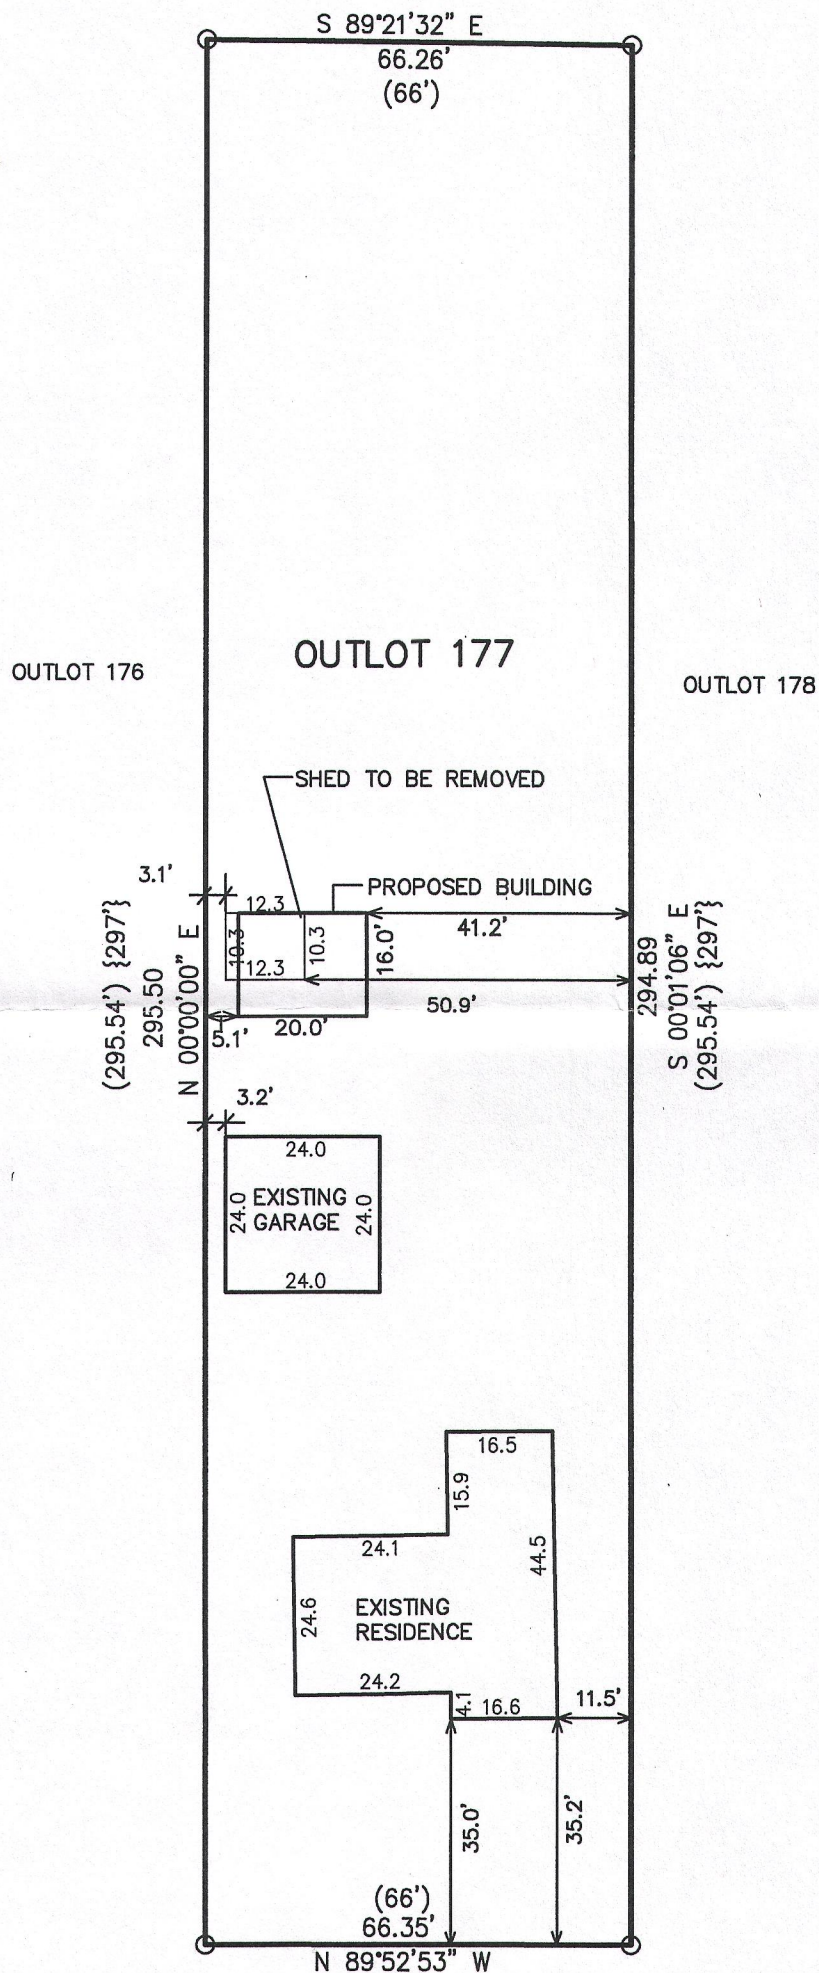 S 89°21'32" E
66.26'
(66')
OUTLOT 177
OUTLOT 176
OUTLOT 178
SHED TO BE REMOVED
3.1'
PROPOSED BUILDING
12.3
41.2'
10.3
10.3
16.0'
12.3
50.9'
5.1'
20.0'
(295.54') {297'}
295.50
N 00°00'00" E
294.89
S 00°01'06" E
(295.54') {297'}
3.2'
24.0
24.0
EXISTING
GARAGE
24.0
24.0
16.5
15.9
24.1
44.5
24.6
EXISTING
RESIDENCE
24.2
4.1
16.6
11.5'
35.0'
35.2'
(66')
66.35'
N 89°52'53" W